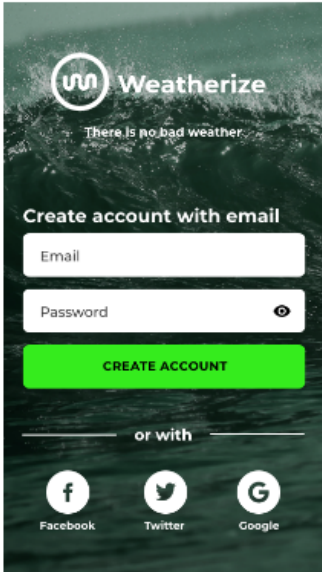 Weatherize
There is no bad weather
Create account with email
Email
Password
CREATE ACCOUNT
or with
Facebook
Twitter
Google